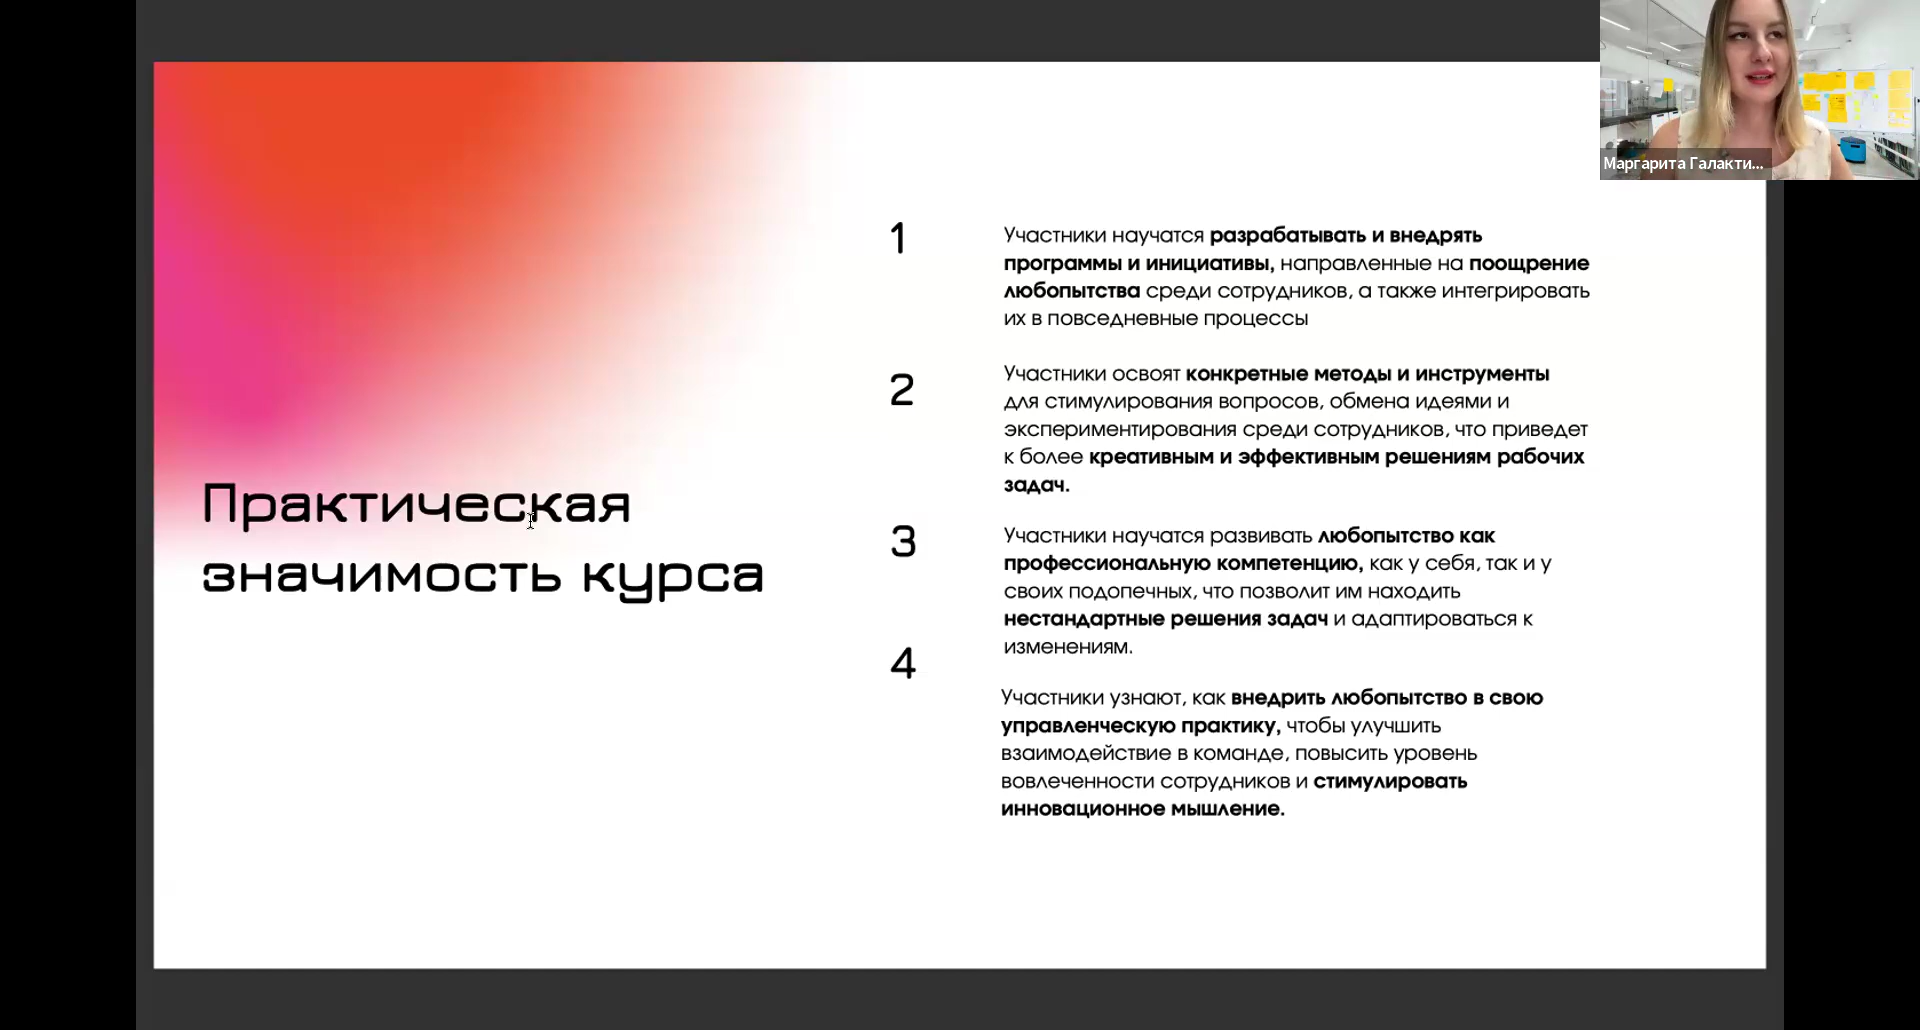 Маргарита Галакти...
Практическая
значимость курса
1
Участники научатся разрабатывать и внедрять
программы и инициативы, направленные на поощрение
любопытства среди сотрудников, а также интегрировать
их в повседневные процессы
2
Участники освоят конкретные методы и инструменты
для стимулирования вопросов, обмена идеями и
экспериментирования среди сотрудников, что приведет
к более креативным и эффективным решениям рабочих
задач.
3
Участники научатся развивать любопытство как
профессиональную компетенцию, как у себя, так и у
своих подопечных, что позволит им находить
нестандартные решения задач и адаптироваться к
изменениям.
4
Участники узнают, как внедрить любопытство в свою
управленческую практику, чтобы улучшить
взаимодействие в команде, повысить уровень
вовлеченности сотрудников и стимулировать
инновационное мышление.